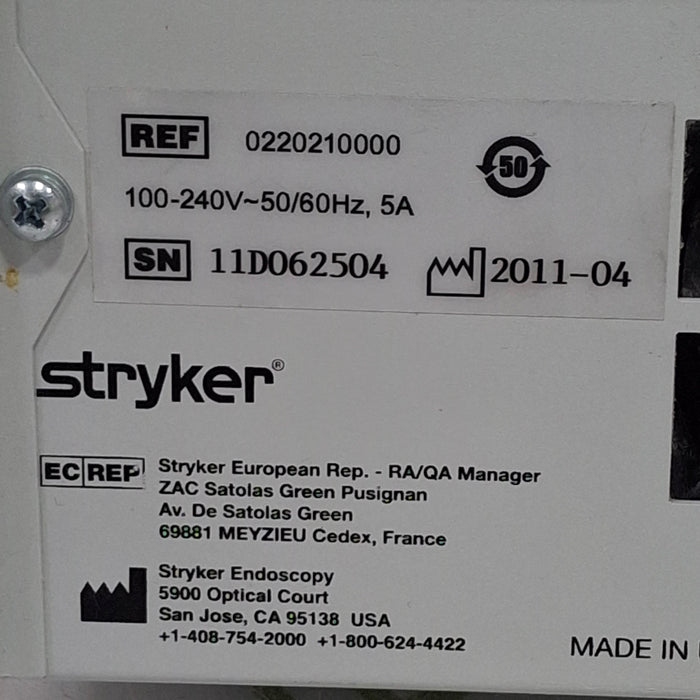 REF 0220210000
50
100-240V~50/60Hz, 5A
SN 11D062504 2011-04
stryker®
EC REP Stryker European Rep. - RA/QA Manager
ZAC Satolas Green Pusignan
Av. De Satolas Green
69881 MEYZIEU Cedex, France
Stryker Endoscopy
5900 Optical Court
San Jose, CA 95138 USA
+1-408-754-2000 +1-800-624-4422
MADE IN